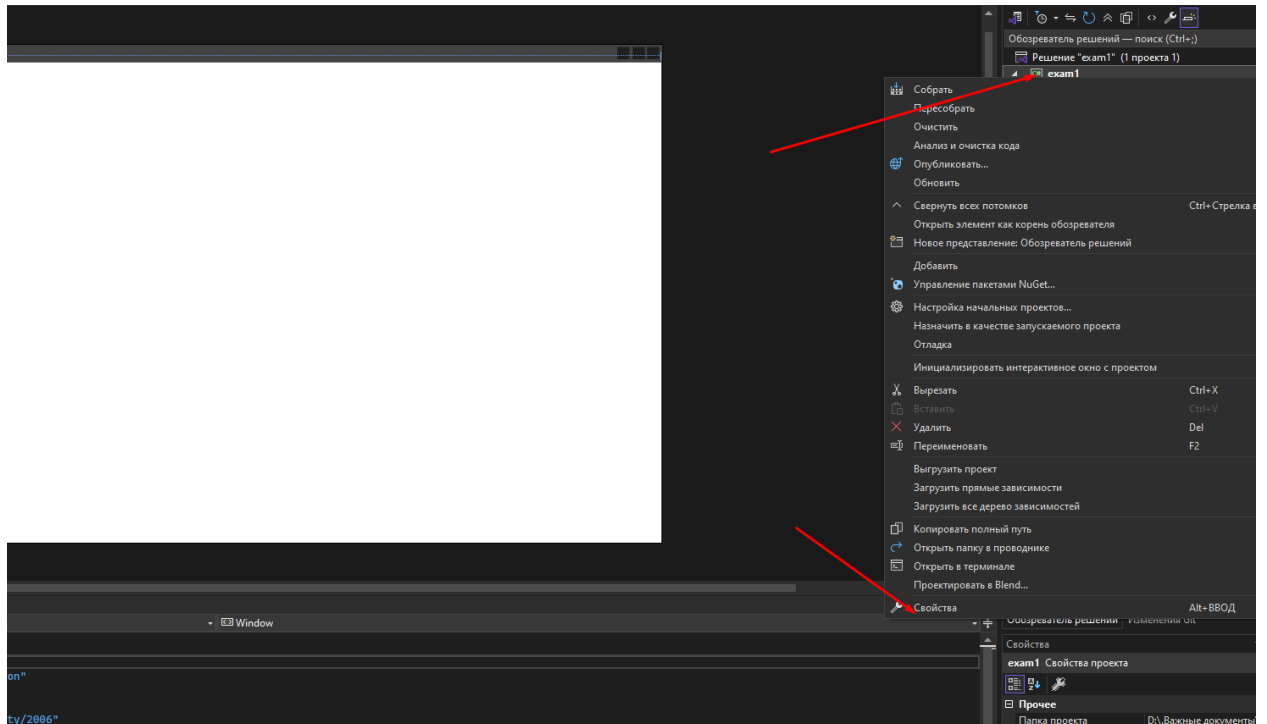 Обозреватель решений — поиск (Ctrl+;)
Решение "exam1" (1 проекта 1)
exam1
Собрать
Пересобрать
Очистить
Анализ и очистка кода
Опубликовать...
Обновить
Свернуть всех потомков Ctrl+Стрелка в
Открыть элемент как корень обозревателя
Новое представление: Обозреватель решений
Добавить
Управление пакетами NuGet...
Настройка начальных проектов...
Назначить в качестве запускаемого проекта
Отладка
Инициализировать интерактивное окно с проектом
Вырезать Ctrl+X
Вставить Ctrl+V
Удалить Del
Переименовать F2
Выгрузить проект
Загрузить прямые зависимости
Загрузить все дерево зависимостей
Копировать полный путь
Открыть папку в проводнике
Открыть в терминале
Проектировать в Blend...
Свойства Alt+ВВОД
Window
Обозреватель решений Изменения Git
Свойства
exam1 Свойства проекта
on"
Прочее
ty/2006"
Папка проекта D:\.Важные документы\